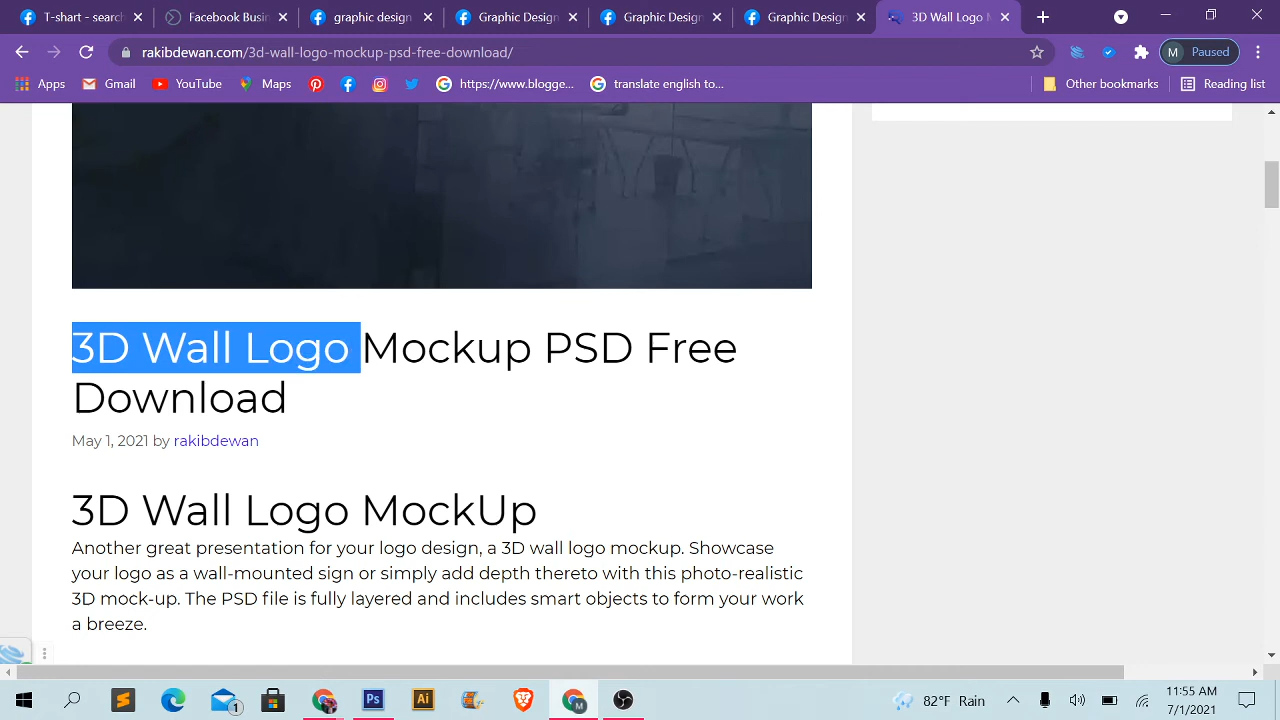 T-shart - searc
Facebook Busi
graphic design
Graphic Design
Graphic Design
Graphic Design
3D Wall Logo M
rakibdewan.com/3d-wall-logo-mockup-psd-free-download/
M Paused
Apps
Gmail
YouTube
Maps
https://www.blogge...
translate english to...
Other bookmarks
Reading list
3D Wall Logo Mockup PSD Free
Download
May 1, 2021 by rakibdewan
3D Wall Logo MockUp
Another great presentation for your logo design, a 3D wall logo mockup. Showcase
your logo as a wall-mounted sign or simply add depth thereto with this photo-realistic
3D mock-up. The PSD file is fully layered and includes smart objects to form your work
a breeze.
1
Ps
Ai
M
82°F Rain
11:55 AM
7/1/2021